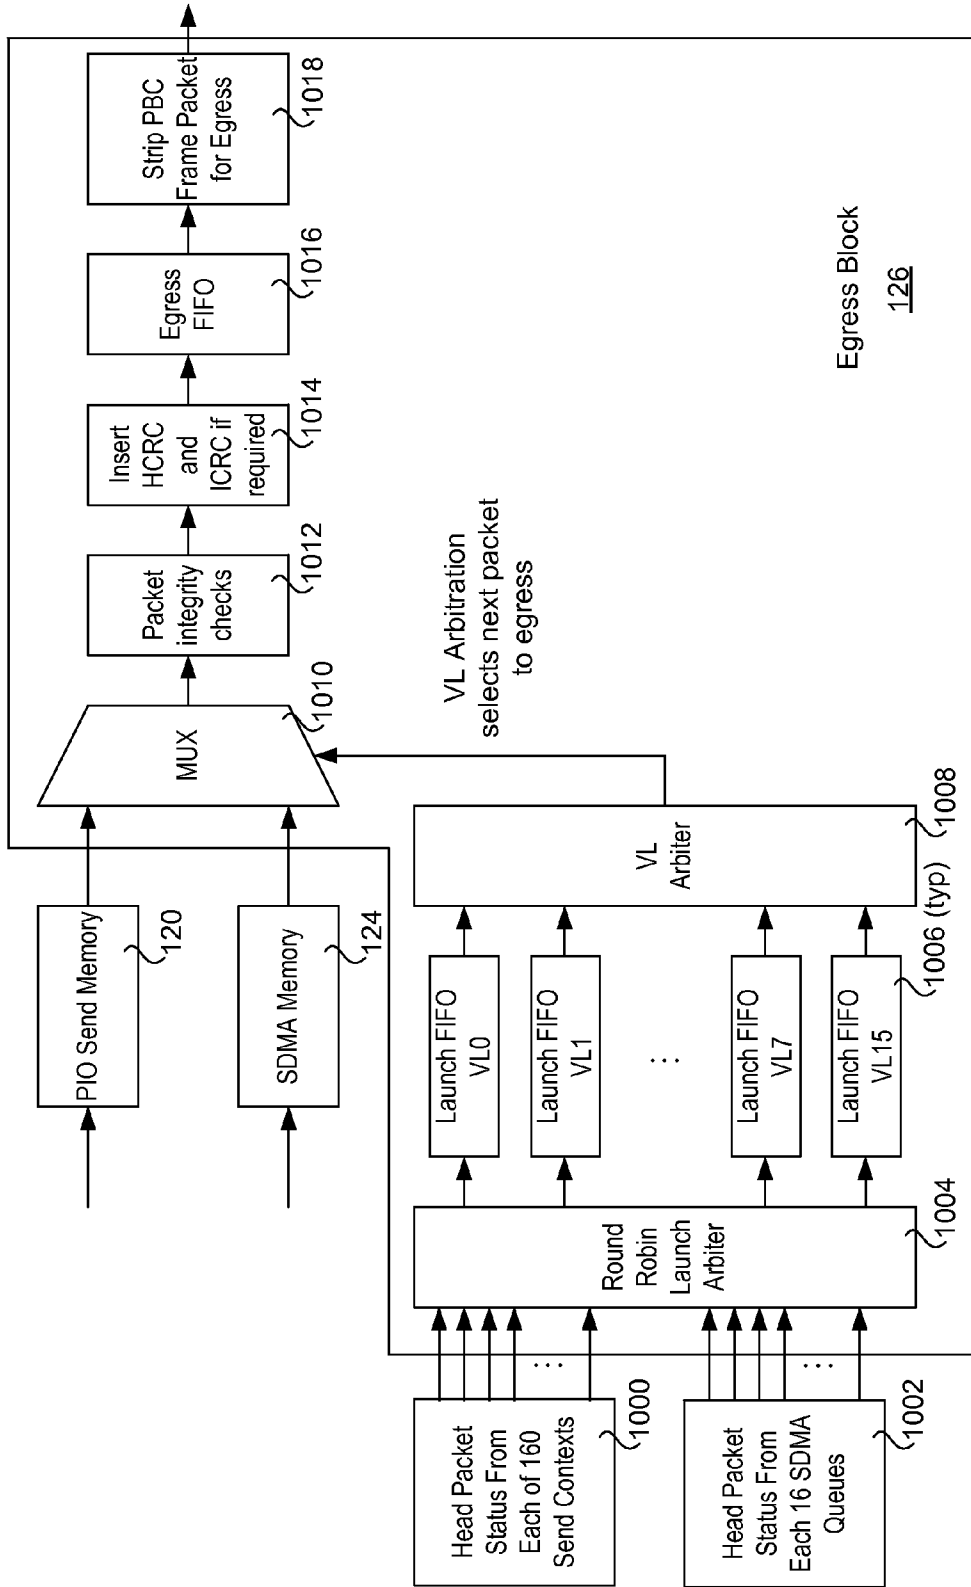 PIO Send Memory
120
SDMA Memory
124
MUX
1010
Packet
integrity
checks
1012
Insert
HCRC
and
ICRC if
required
1014
Egress
FIFO
1016
Strip PBC
Frame Packet
for Egress
1018
VL Arbitration
selects next packet
to egress
Head Packet
Status From
Each of 160
Send Contexts
1000
Head Packet
Status From
Each 16 SDMA
Queues
1002
Round
Robin
Launch
Arbiter
1004
Launch FIFO
VL0
Launch FIFO
VL1
Launch FIFO
VL7
Launch FIFO
VL15
1006 (typ)
VL
Arbiter
1008
Egress Block
126